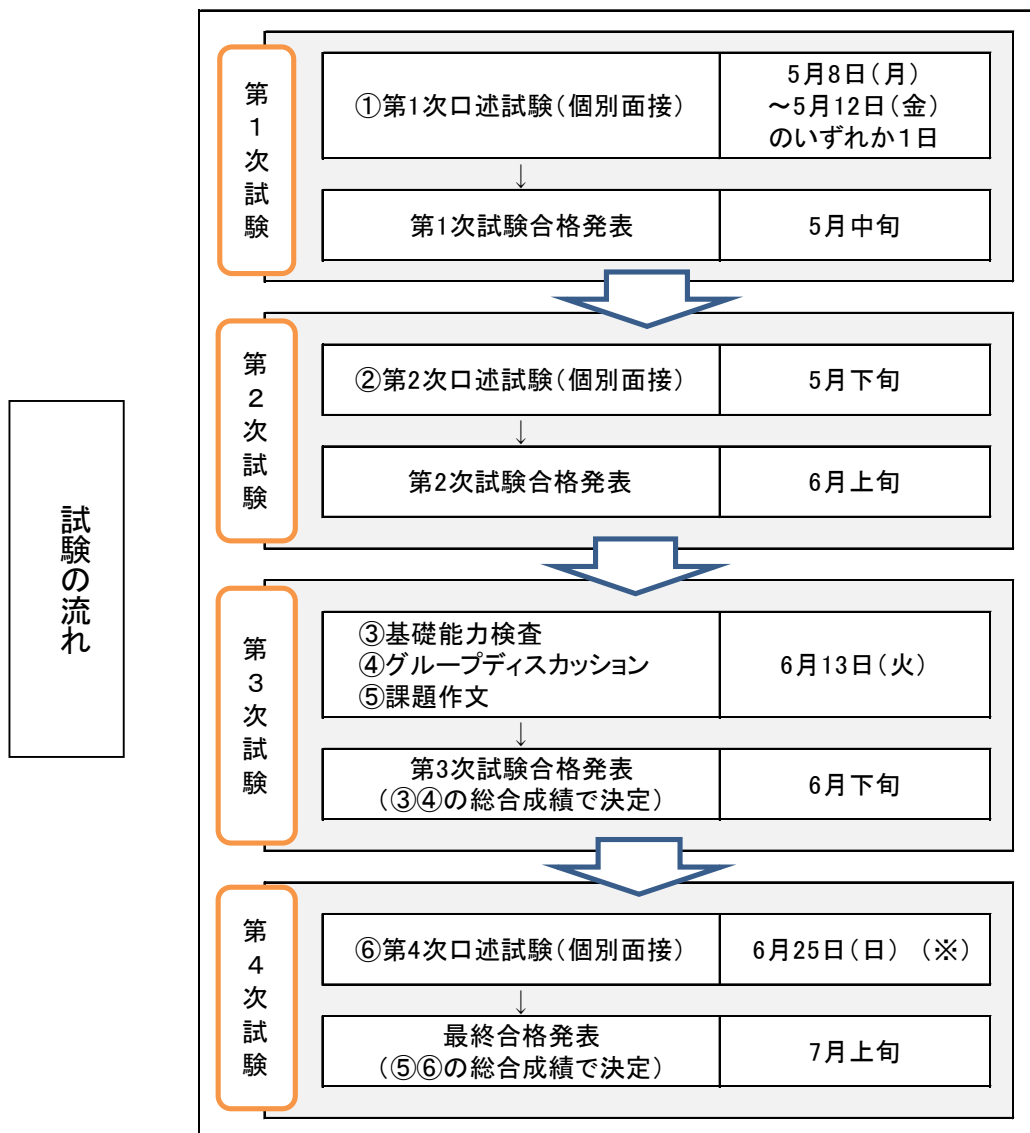 試験の流れ
第1次試験
①第1次口述試験(個別面接)
5月8日(月)
～5月12日(金)
のいずれか1日
↓
第1次試験合格発表
5月中旬
第2次試験
②第2次口述試験(個別面接)
5月下旬
↓
第2次試験合格発表
6月上旬
第3次試験
③基礎能力検査
④グループディスカッション
⑤課題作文
6月13日(火)
↓
第3次試験合格発表
(③④の総合成績で決定)
6月下旬
第4次試験
⑥第4次口述試験(個別面接)
6月25日(日) (※)
↓
最終合格発表
(⑤⑥の総合成績で決定)
7月上旬